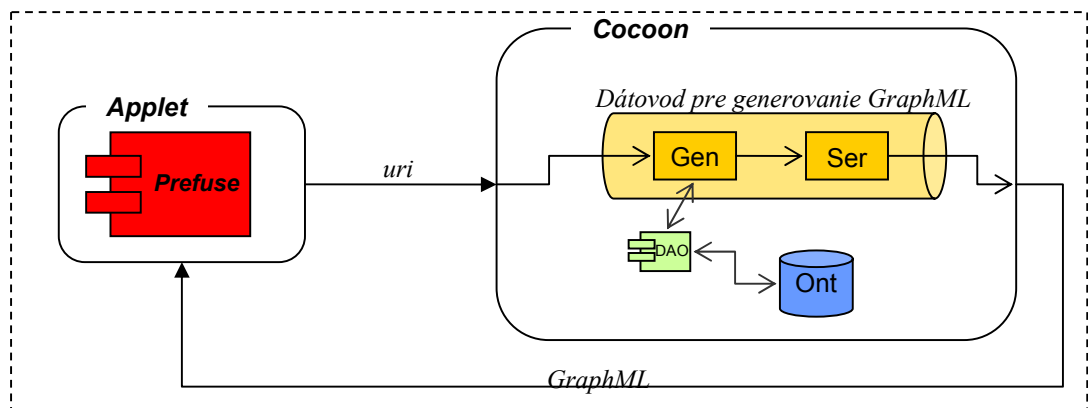 Cocoon
Applet
Dátovod pre generovanie GraphML
Prefuse
uri
Gen
Ser
DAO
Ont
GraphML